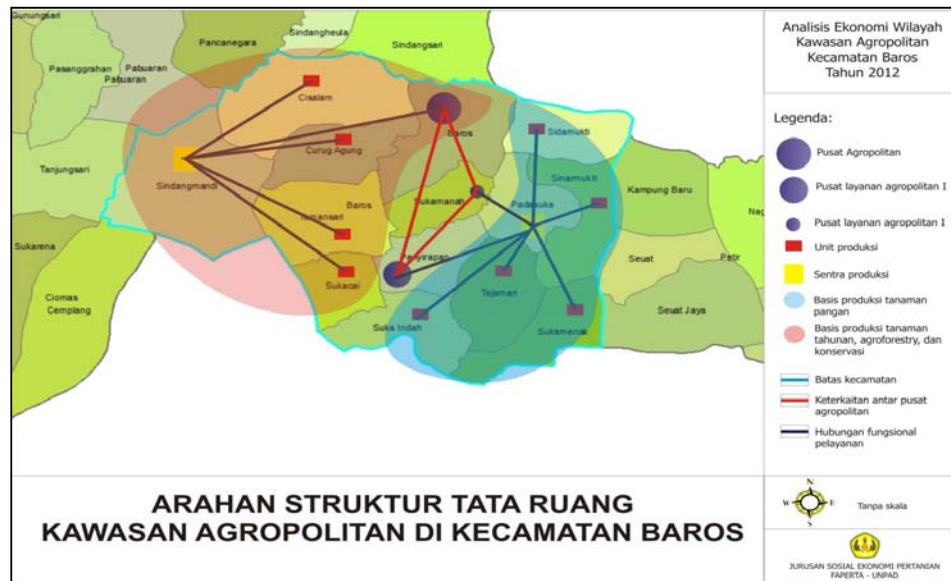 Gunungsari
Pasanggrahan
Pabuaran
Pabuaran
Pancanegara
Sindangheula
Sindangsari
Tanjungsari
Sukarena
Ciomas
Cemplang
Cisalam
Curug Agung
Sindangmandi
Baros
Tamansari
Sukacai
Baros
Sukamanah
Panyirapan
Suka Indah
Sidamukti
Sinarmukti
Padasuka
Tejamari
Sukamenak
Kampung Baru
Seuat
Seuat Jaya
Nag
Patir
Analisis Ekonomi Wilayah
Kawasan Agropolitan
Kecamatan Baros
Tahun 2012
Legenda:
Pusat Agropolitan
Pusat layanan agropolitan I
Pusat layanan agropolitan I
Unit produksi
Sentra produksi
Basis produksi tanaman
pangan
Basis produksi tanaman
tahunan, agroforestry, dan
konservasi
Batas kecamatan
Keterkaitan antar pusat
agropolitan
Hubungan fungsional
pelayanan
ARAHAN STRUKTUR TATA RUANG
KAWASAN AGROPOLITAN DI KECAMATAN BAROS
N
W
S
Tanpa skala
JURUSAN SOSIAL EKONOMI PERTANIAN
FAPERTA - UNPAD